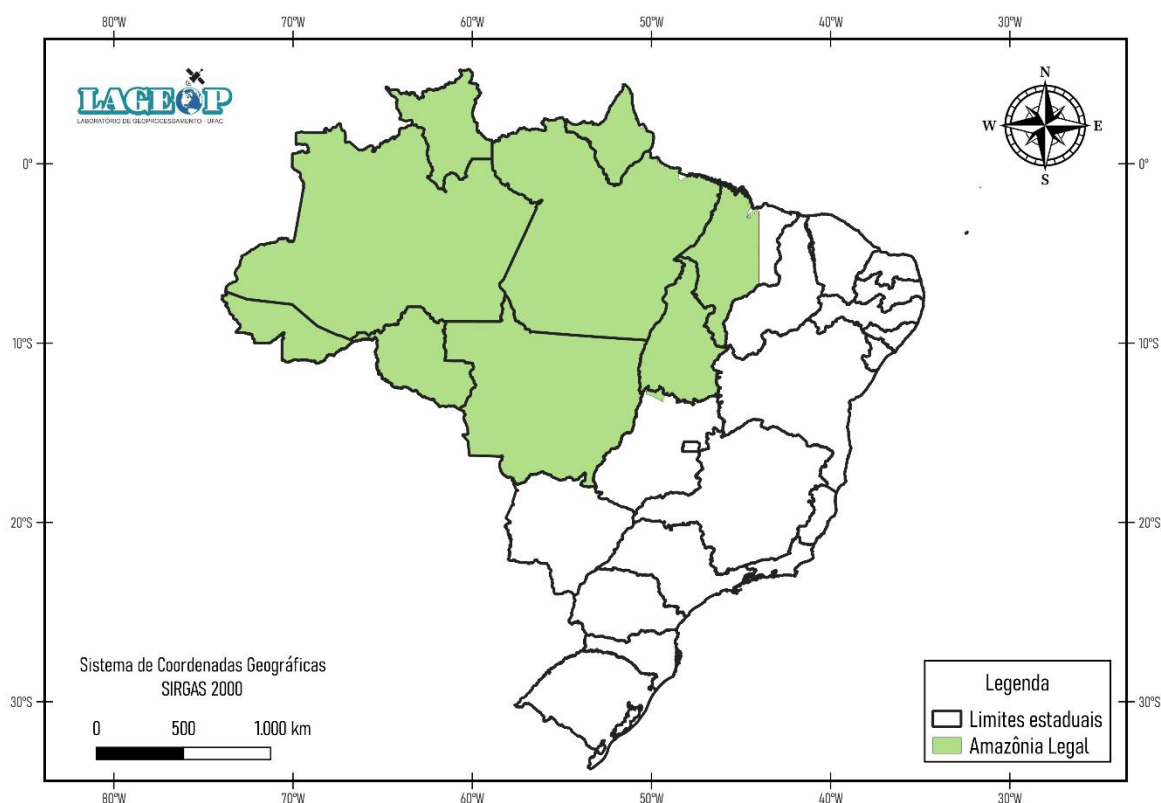 80°W 70°W 60°W 50°W 40°W 30°W
LAGEOP
LABORATÓRIO DE GEOPROCESSAMENTO - UFAC
N
W E
S
0° 0°
10°S 10°S
20°S 20°S
30°S 30°S
Sistema de Coordenadas Geográficas
SIRGAS 2000
0 500 1.000 km
Legenda
Limites estaduais
Amazônia Legal
80°W 70°W 60°W 50°W 40°W 30°W